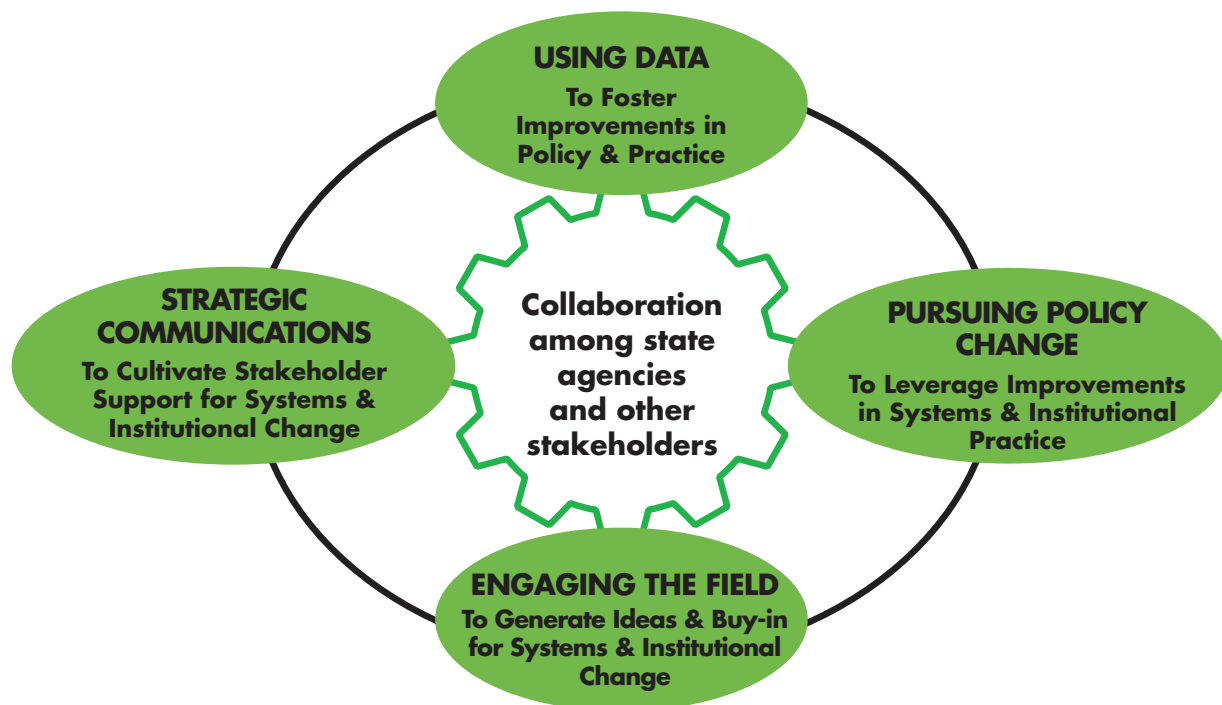 USING DATA
To Foster
Improvements in
Policy & Practice
STRATEGIC
COMMUNICATIONS
To Cultivate Stakeholder
Support for Systems &
Institutional Change
Collaboration
among state
agencies
and other
stakeholders
PURSUING POLICY
CHANGE
To Leverage Improvements
in Systems & Institutional
Practice
ENGAGING THE FIELD
To Generate Ideas & Buy-in
for Systems & Institutional
Change